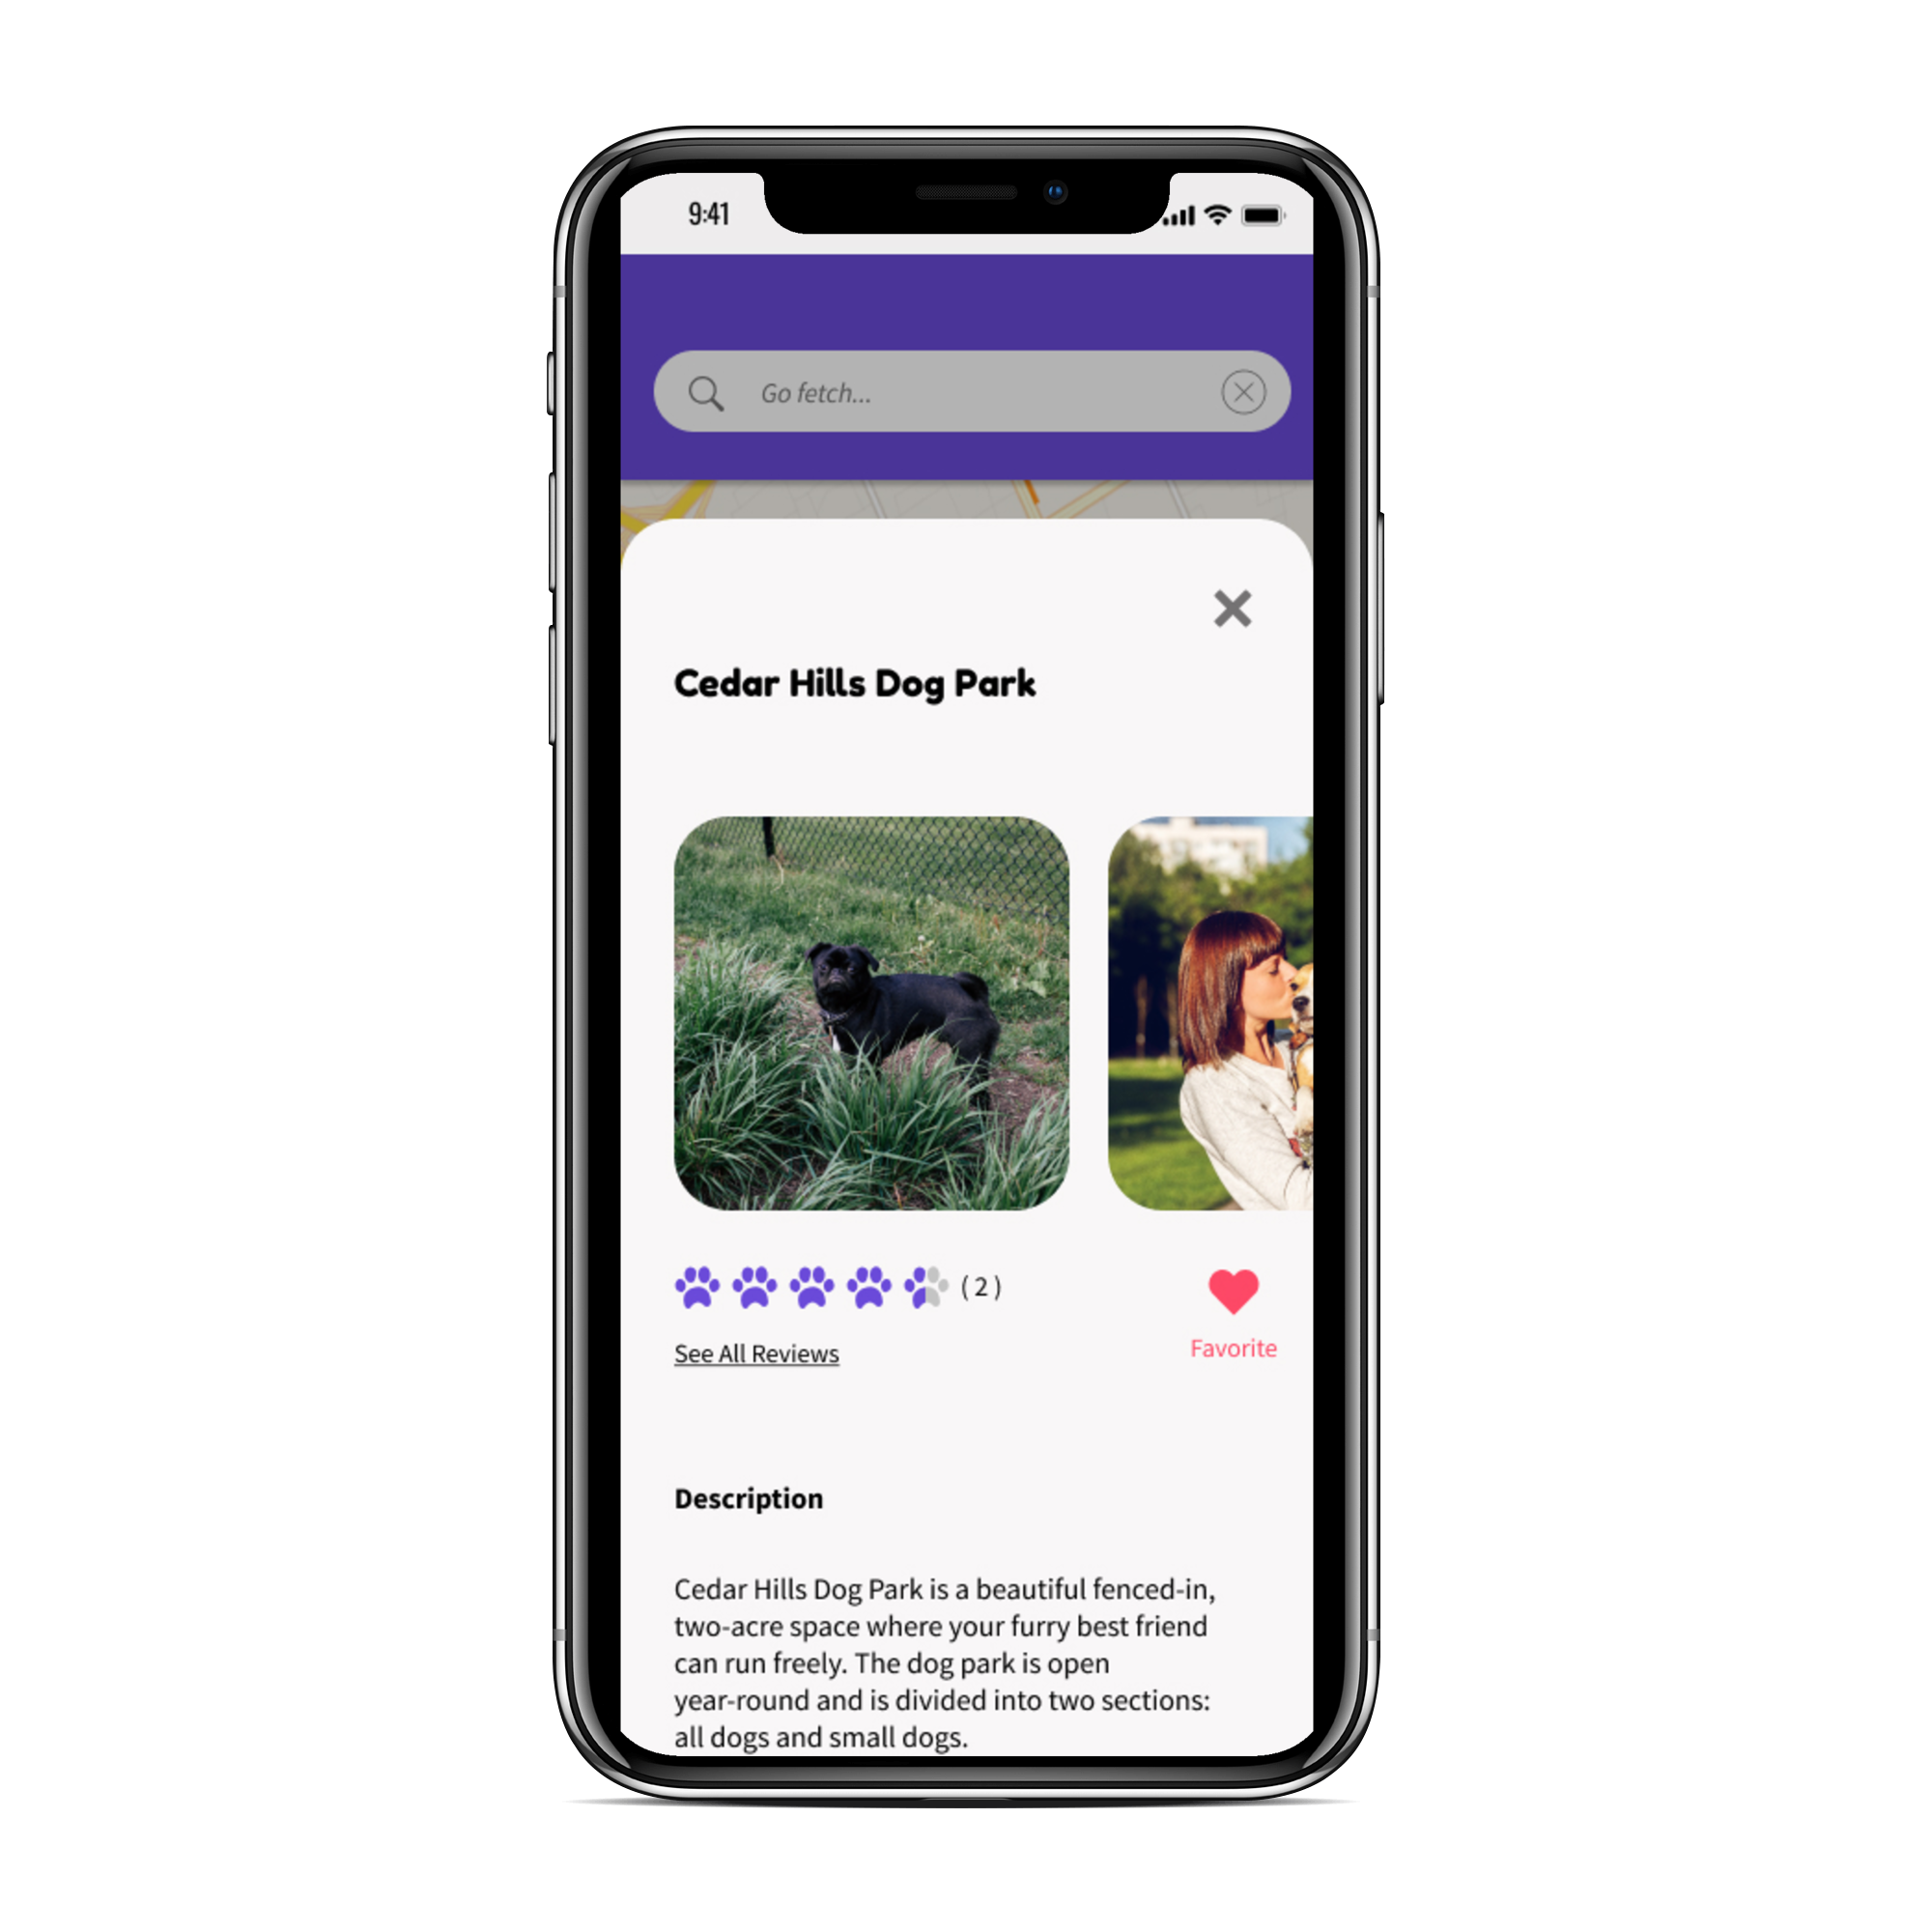 9:41
Go fetch...
Cedar Hills Dog Park
( 2 )
See All Reviews
Favorite
Description
Cedar Hills Dog Park is a beautiful fenced-in,
two-acre space where your furry best friend
can run freely. The dog park is open
year-round and is divided into two sections:
all dogs and small dogs.